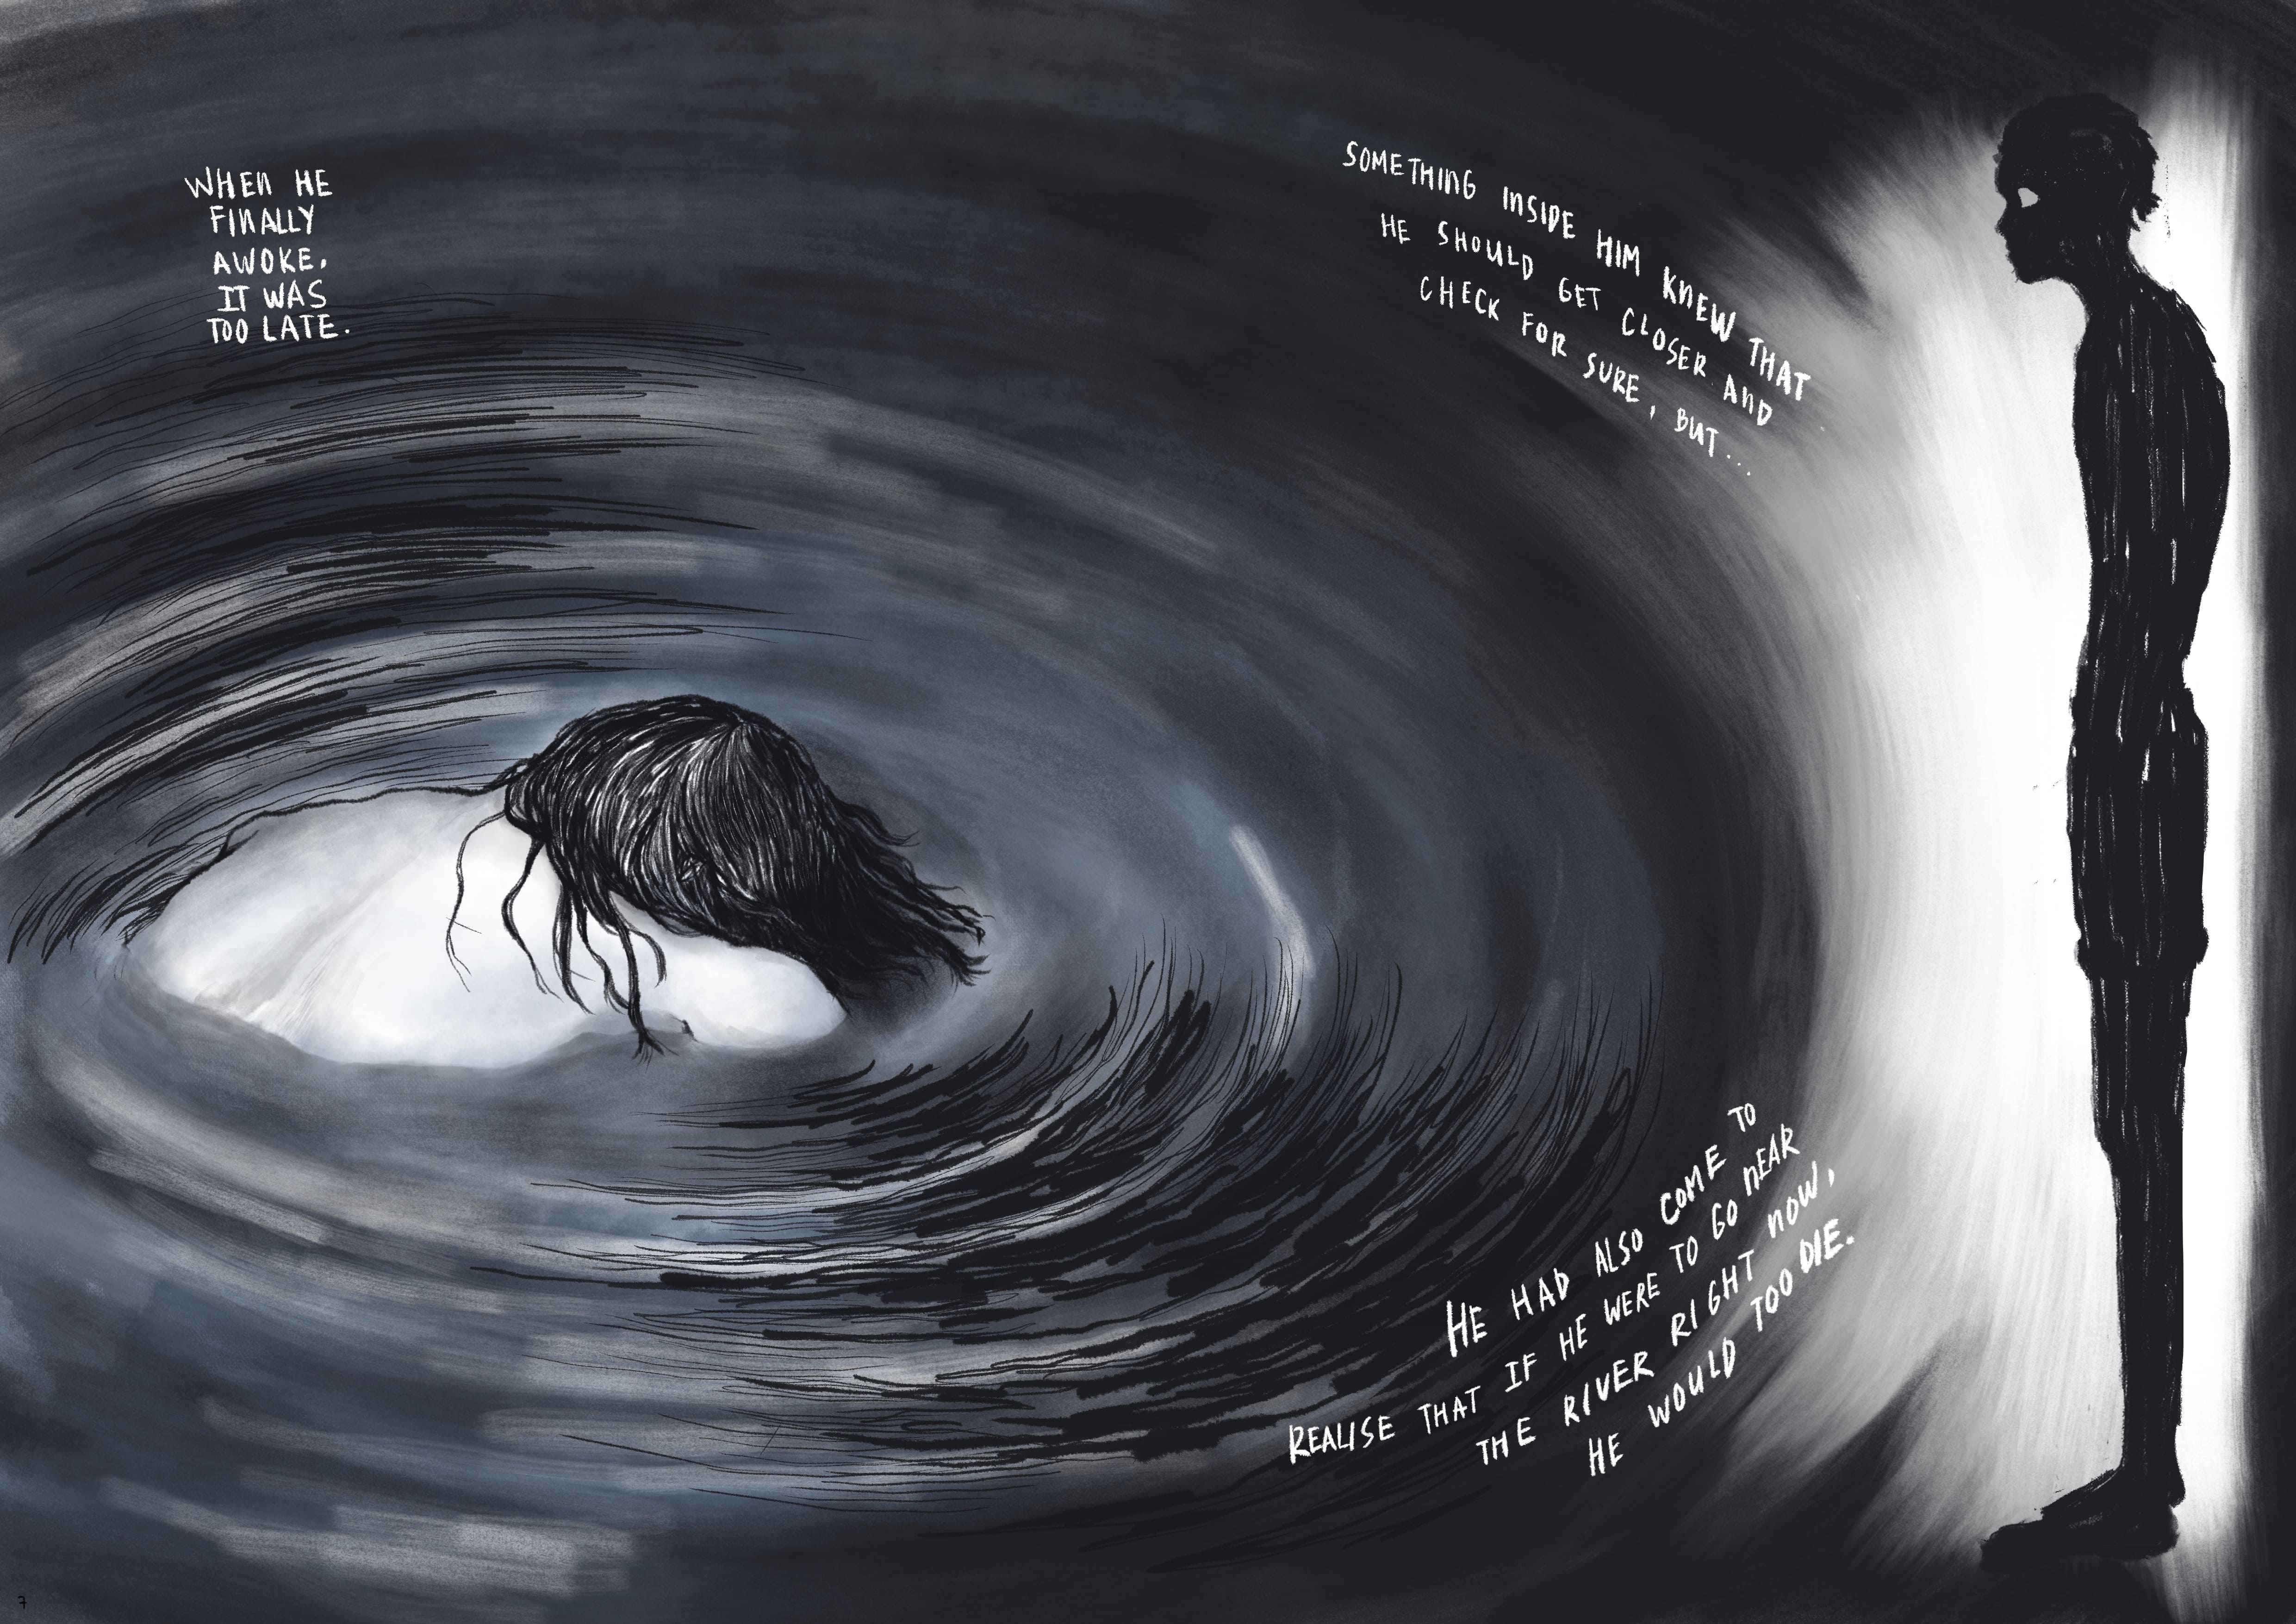 WHEN HE
FINALLY
AWOKE,
IT WAS
TOO LATE.
SOMETHING INSIDE HIM KNEW THAT
HE SHOULD GET CLOSER AND
CHECK FOR SURE, BUT...
HE HAD ALSO COME TO
REALISE THAT IF HE WERE TO GO NEAR
THE RIVER RIGHT NOW,
HE WOULD TOO DIE.
7